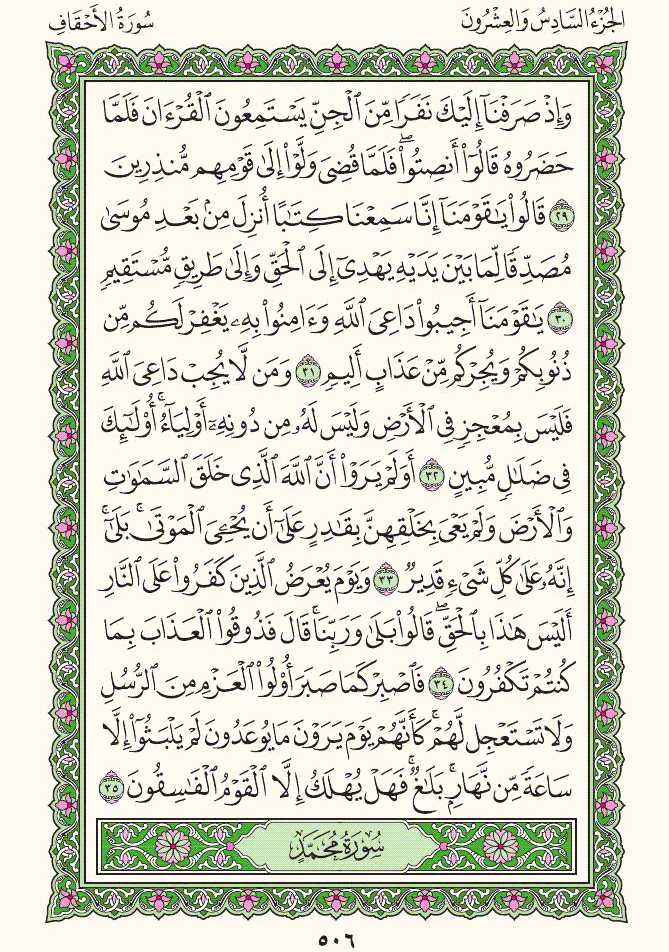 الجُزْءُ السَّادِسُ وَالعِشْرُونَ
سُورَةُ الأَحْقَافِ
وَإِذْ صَرَفْنَآ إِلَيْكَ نَفَرًا مِّنَ ٱلْجِنِّ يَسْتَمِعُونَ ٱلْقُرْءَانَ فَلَمَّا
حَضَرُوهُ قَالُوٓا۟ أَنصِتُوا۟ۖ فَلَمَّا قُضِىَ وَلَّوْا۟ إِلَىٰ قَوْمِهِم مُّنذِرِينَ
٢٩ قَالُوا۟ يَٰقَوْمَنَآ إِنَّا سَمِعْنَا كِتَٰبًا أُنزِلَ مِنۢ بَعْدِ مُوسَىٰ
مُصَدِّقًا لِّمَا بَيْنَ يَدَيْهِ يَهْدِىٓ إِلَى ٱلْحَقِّ وَإِلَىٰ طَرِيقٍ مُّسْتَقِيمٍ
٣٠ يَٰقَوْمَنَآ أَجِيبُوا۟ دَاعِىَ ٱللَّهِ وَءَامِنُوا۟ بِهِۦ يَغْفِرْ لَكُم مِّن
ذُنُوبِكُمْ وَيُجِرْكُم مِّنْ عَذَابٍ أَلِيمٍ ٣١ وَمَن لَّا يُجِبْ دَاعِىَ ٱللَّهِ
فَلَيْسَ بِمُعْجِزٍ فِى ٱلْأَرْضِ وَلَيْسَ لَهُۥ مِن دُونِهِۦٓ أَوْلِيَآءُۚ أُو۟لَٰٓئِكَ
فِى ضَلَٰلٍ مُّبِينٍ ٣٢ أَوَلَمْ يَرَوْا۟ أَنَّ ٱللَّهَ ٱلَّذِى خَلَقَ ٱلسَّمَٰوَٰتِ
وَٱلْأَرْضَ وَلَمْ يَعْىَ بِخَلْقِهِنَّ بِقَٰدِرٍ عَلَىٰٓ أَن يُحْۦِىَ ٱلْمَوْتَىٰۚ بَلَىٰٓ
إِنَّهُۥ عَلَىٰ كُلِّ شَىْءٍ قَدِيرٌ ٣٣ وَيَوْمَ يُعْرَضُ ٱلَّذِينَ كَفَرُوا۟ عَلَى ٱلنَّارِ
أَلَيْسَ هَٰذَا بِٱلْحَقِّۖ قَالُوا۟ بَلَىٰ وَرَبِّنَاۚ قَالَ فَذُوقُوا۟ ٱلْعَذَابَ بِمَا
كُنتُمْ تَكْفُرُونَ ٣٤ فَٱصْبِرْ كَمَا صَبَرَ أُو۟لُوا۟ ٱلْعَزْمِ مِنَ ٱلرُّسُلِ
وَلَا تَسْتَعْجِل لَّهُمْۚ كَأَنَّهُمْ يَوْمَ يَرَوْنَ مَا يُوعَدُونَ لَمْ يَلْبَثُوٓا۟ إِلَّا
سَاعَةً مِّن نَّهَارٍۭۚ بَلَٰغٌۚ فَهَلْ يُهْلَكُ إِلَّا ٱلْقَوْمُ ٱلْفَٰسِقُونَ ٣٥
سُورَةُ مُحَمَّدٍ
٥٠٦